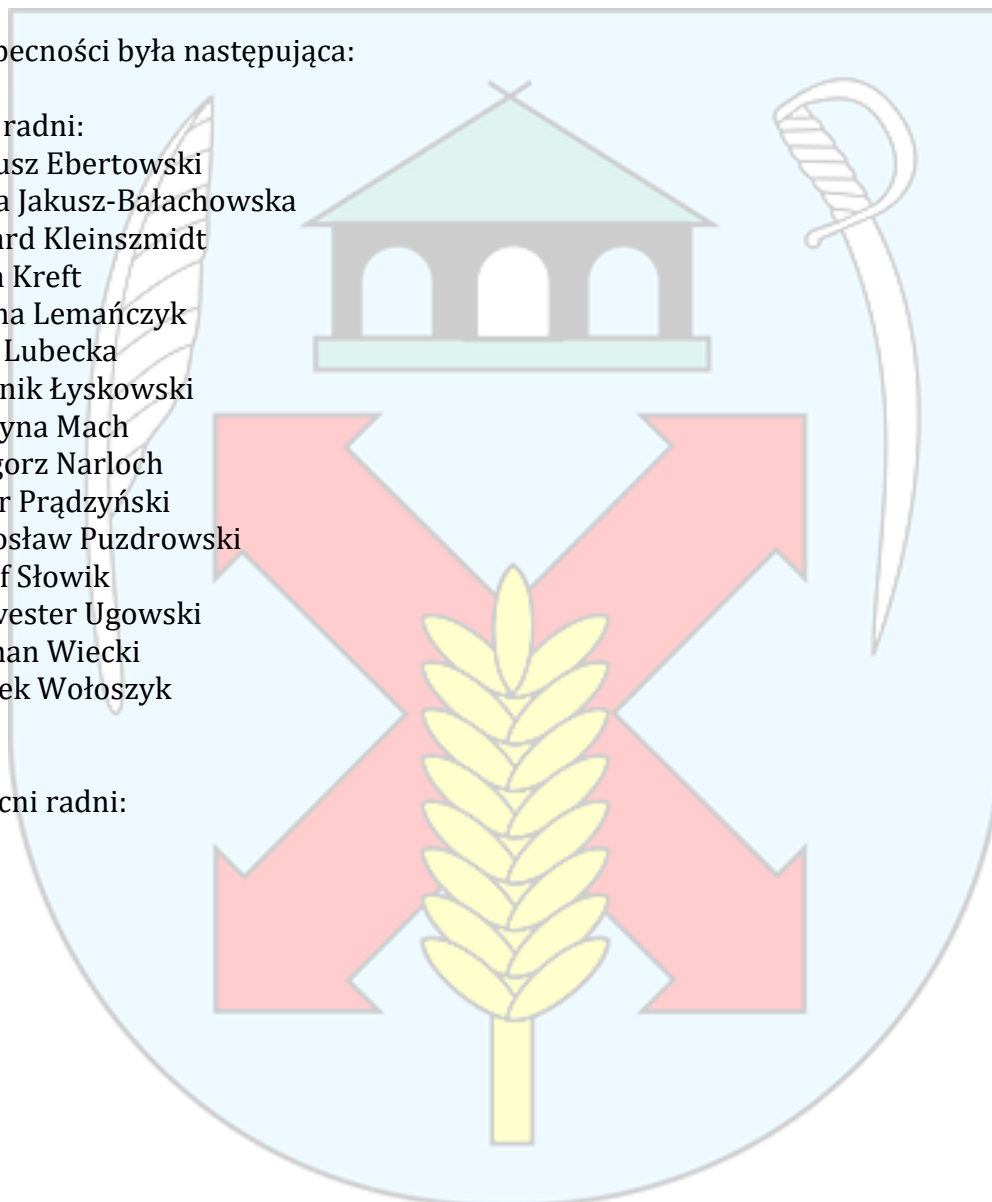 becności była następująca:
radni:
usz Ebertowski
a Jakusz-Bałachowska
ard Kleinszmidt
n Kreft
na Lemańczyk
Lubecka
nik Łyskowski
yna Mach
gorz Narloch
r Prądzyński
osław Puzdrowski
f Słowik
vester Ugowski
nan Wiecki
ek Wołoszyk
cni radni: